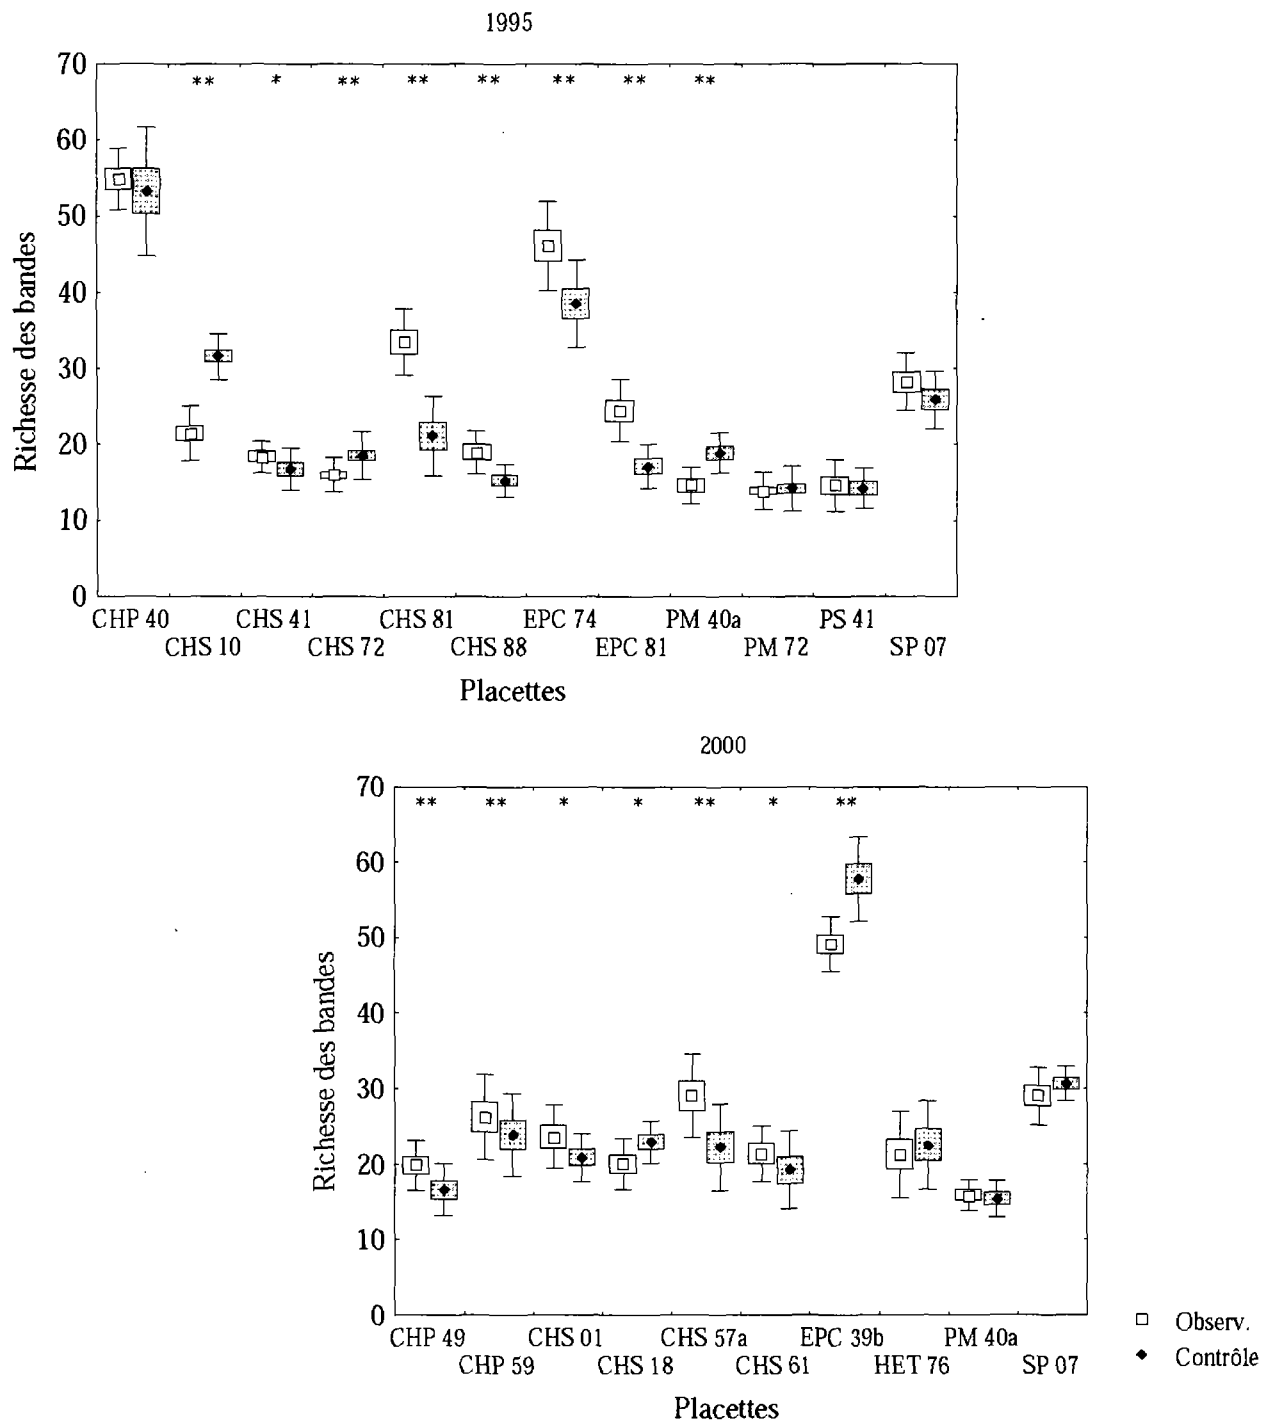 1995
70
** * ** ** ** ** ** **
60
50
40
30
20
10
0
Richesse des bandes
CHP 40 CHS 41 CHS 81 EPC 74 PM 40a PS 41
CHS 10 CHS 72 CHS 88 EPC 81 PM 72 SP 07
Placettes
2000
70
** ** * * ** * **
60
50
40
30
20
10
0
Richesse des bandes
CHP 49 CHS 01 CHS 57a EPC 39b PM 40a
CHP 59 CHS 18 CHS 61 HET 76 SP 07
Placettes
Observ.
Contrôle